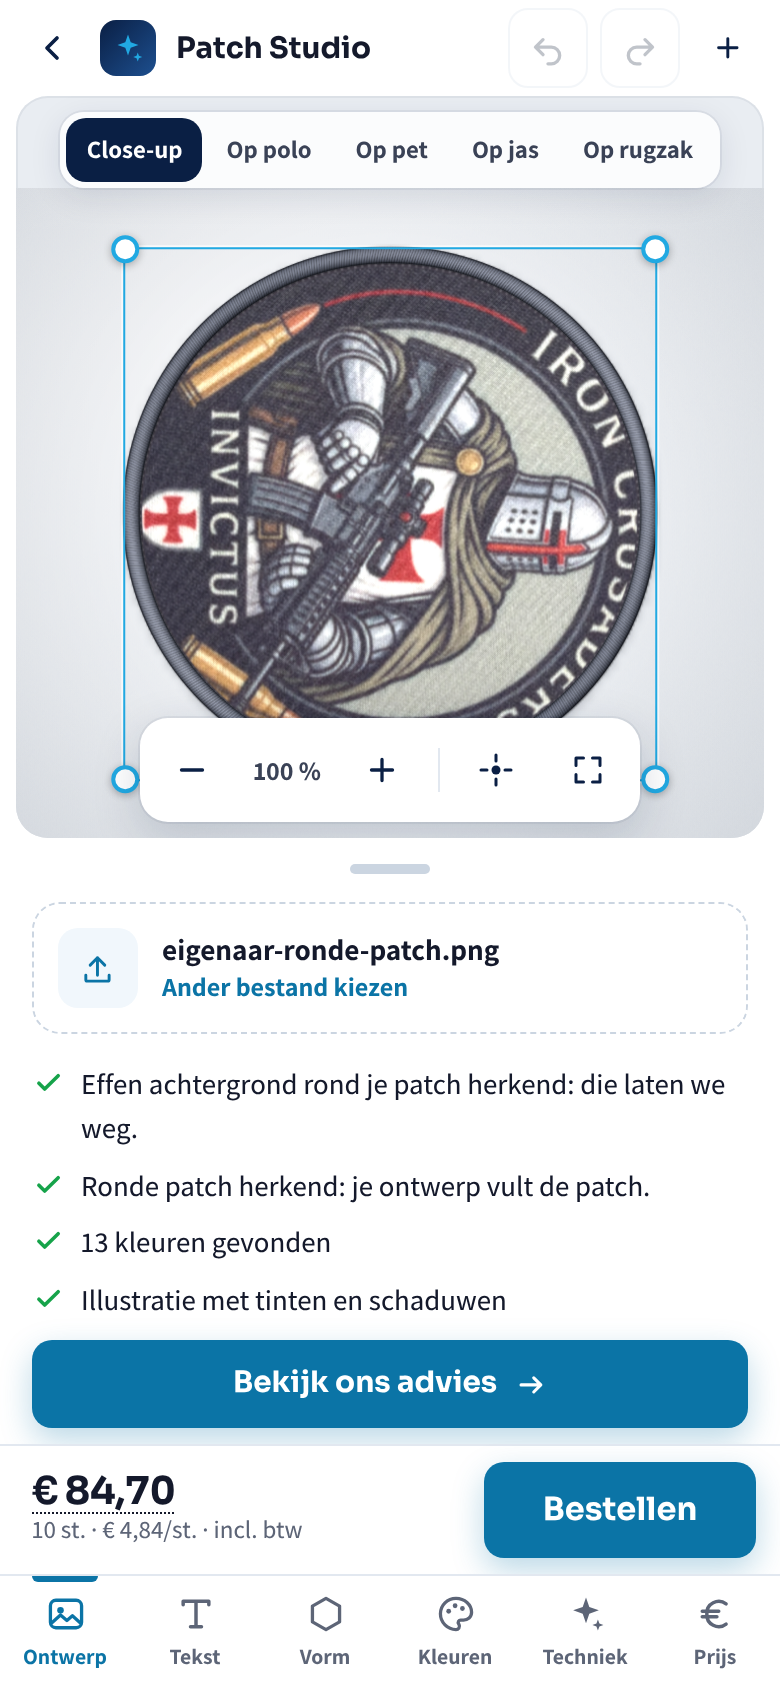 Patch Studio
Close-up
Op polo
Op pet
Op jas
Op rugzak
IRON CRUSADERS
INVICTUS
100 %
eigenaar-ronde-patch.png
Ander bestand kiezen
Effen achtergrond rond je patch herkend: die laten we
weg.
Ronde patch herkend: je ontwerp vult de patch.
13 kleuren gevonden
Illustratie met tinten en schaduwen
Bekijk ons advies →
€ 84,70
10 st. · € 4,84/st. · incl. btw
Bestellen
Ontwerp
Tekst
Vorm
Kleuren
Techniek
Prijs